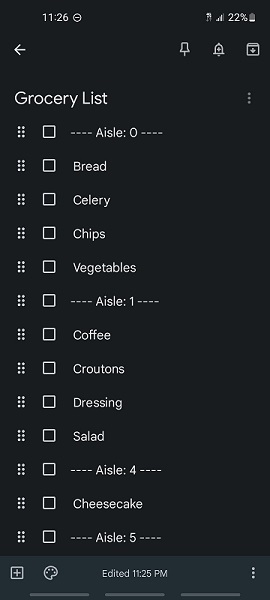 11:26
22%
Grocery List
---- Aisle: 0 ----
Bread
Celery
Chips
Vegetables
---- Aisle: 1 ----
Coffee
Croutons
Dressing
Salad
---- Aisle: 4 ----
Cheesecake
---- Aisle: 5 ----
Edited 11:25 PM